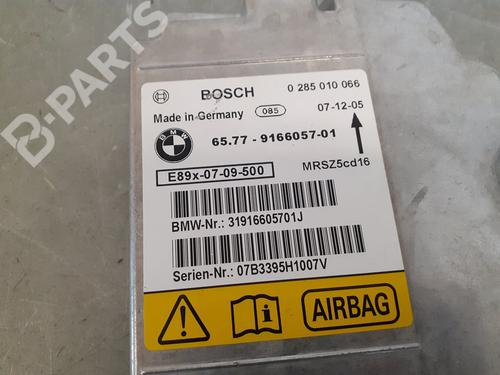 B-PARTS
BOSCH 0 285 010 066
Made in Germany 085 07-12-05
BMW 65.77 - 9166057-01
E89x-07-09-500 MRSZ5cd16
BMW-Nr.: 31916605701J
Serien-Nr.: 07B3395H1007V
AIRBAG